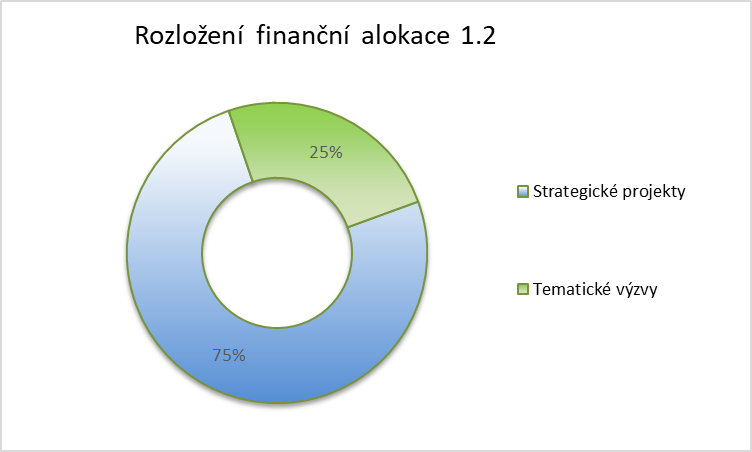 Rozložení finanční alokace 1.2
25%
Strategické projekty
Tematické výzvy
75%